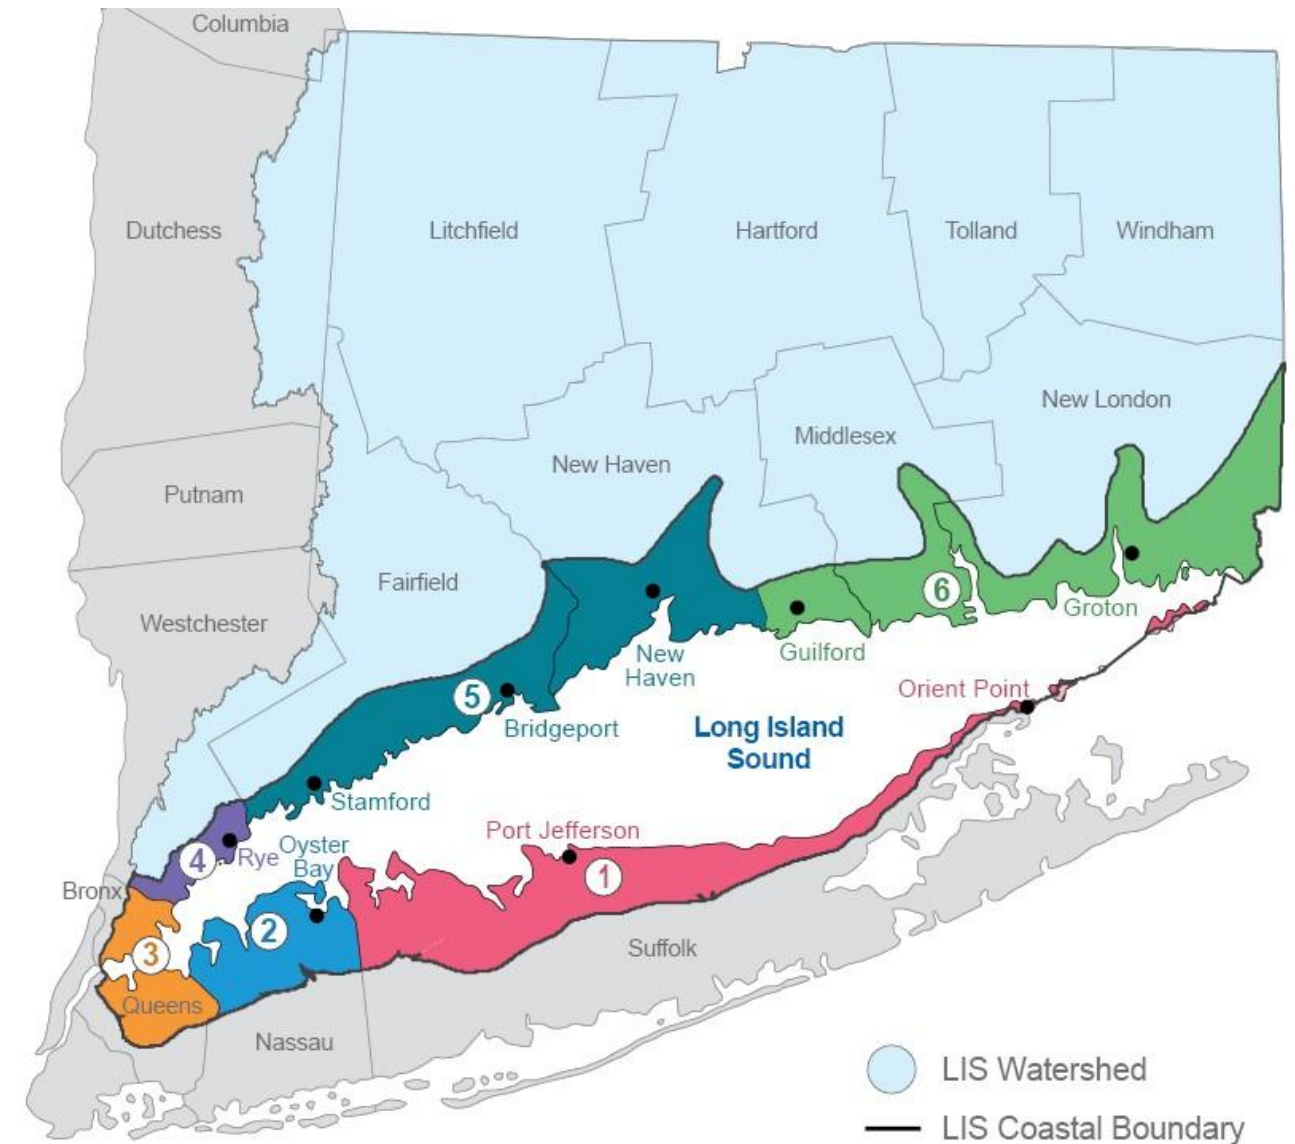 Columbia
Dutchess
Litchfield
Hartford
Tolland
Windham
New London
Middlesex
New Haven
Putnam
Fairfield
6
Westchester
Groton
Guilford
New
Haven
5
Orient Point
Bridgeport
Long Island
Sound
Stamford
Port Jefferson
Oyster
Bay
4
Rye
1
Bronx
2
3
Suffolk
Queens
Nassau
LIS Watershed
LIS Coastal Boundary